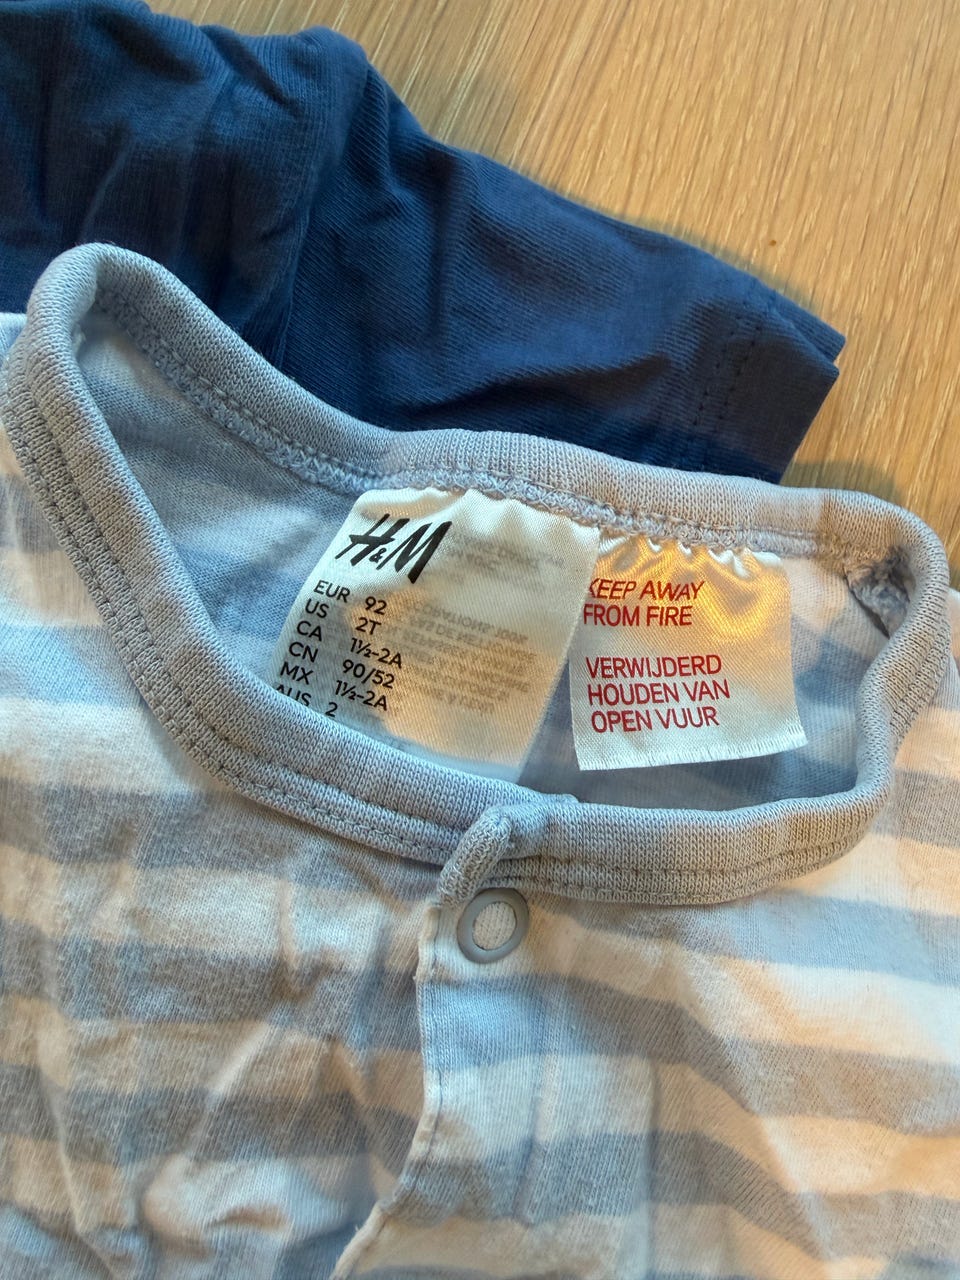 H&M
EUR 92
US 2T
CA 1½-2A
CN 90/52
MX 1½-2A
AUS 2
KEEP AWAY
FROM FIRE
VERWIJDERD
HOUDEN VAN
OPEN VUUR